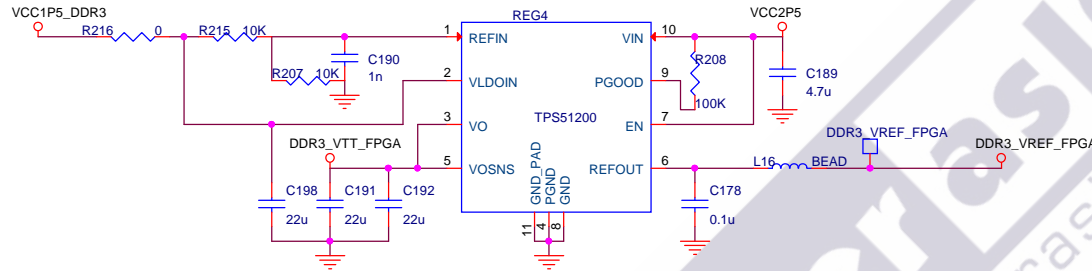 VCC1P5_DDR3
REG4
VCC2P5
R216 0 R215 10K
1 REFIN
VIN 10
C190
1n
R207 10K
R208
100K
C189
4.7u
2 VLDOIN
PGOOD 9
3 VO
TPS51200
EN 7
DDR3_VTT_FPGA
DDR3_VREF_FPGA
DDR3_VREF_FPGA
5 VOSNS
REFOUT 6
L16 BEAD
GND_PAD
PGND
GND
C198
22u
C191
22u
C192
22u
C178
0.1u
11
4
8